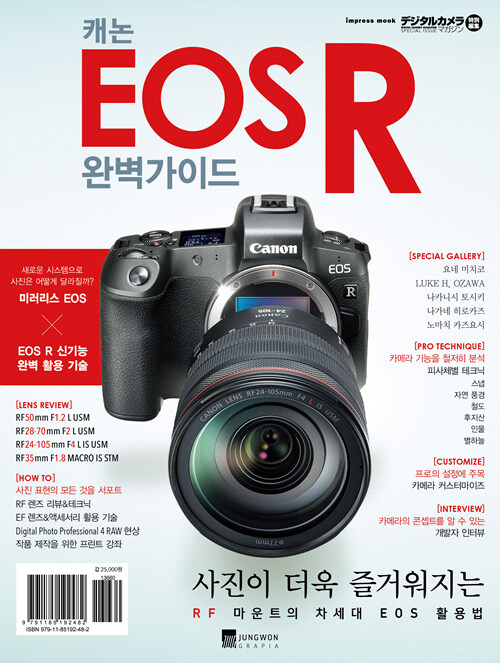 impress mook
デジタルカメラ
SPECIAL ISSUE マガジン
特別編集
캐논
EOS R
완벽가이드
Canon
EOS
R
새로운 시스템으로
사진은 어떻게 달라질까?
미러리스 EOS
×
EOS R 신기능
완벽 활용 기술
[LENS REVIEW]
RF50mm F1.2 L USM
RF28-70mm F2 L USM
RF24-105mm F4 L IS USM
RF35mm F1.8 MACRO IS STM
[HOW TO]
사진 표현의 모든 것을 서포트
RF 렌즈 리뷰&테크닉
EF 렌즈&액세서리 활용 기술
Digital Photo Professional 4 RAW 현상
작품 제작을 위한 프린트 강좌
[SPECIAL GALLERY]
요네 미치코
LUKE H. OZAWA
나카니시 토시키
나가네 히로카즈
노마치 카즈요시
[PRO TECHNIQUE]
카메라 기능을 철저히 분석
피사체별 테크닉
스냅
자연 풍경
철도
후지산
인물
별하늘
[CUSTOMIZE]
프로의 설정에 주목
카메라 커스터마이즈
[INTERVIEW]
카메라의 콘셉트를 알 수 있는
개발자 인터뷰
Canon
24-105
CANON LENS RF24-105mm F4 L IS USM
ø77mm
값 25,000원
13660
9 791185 192482
ISBN 979-11-85192-48-2
사진이 더욱 즐거워지는
RF 마운트의 차세대 EOS 활용법
JUNGWON
GRAPIA